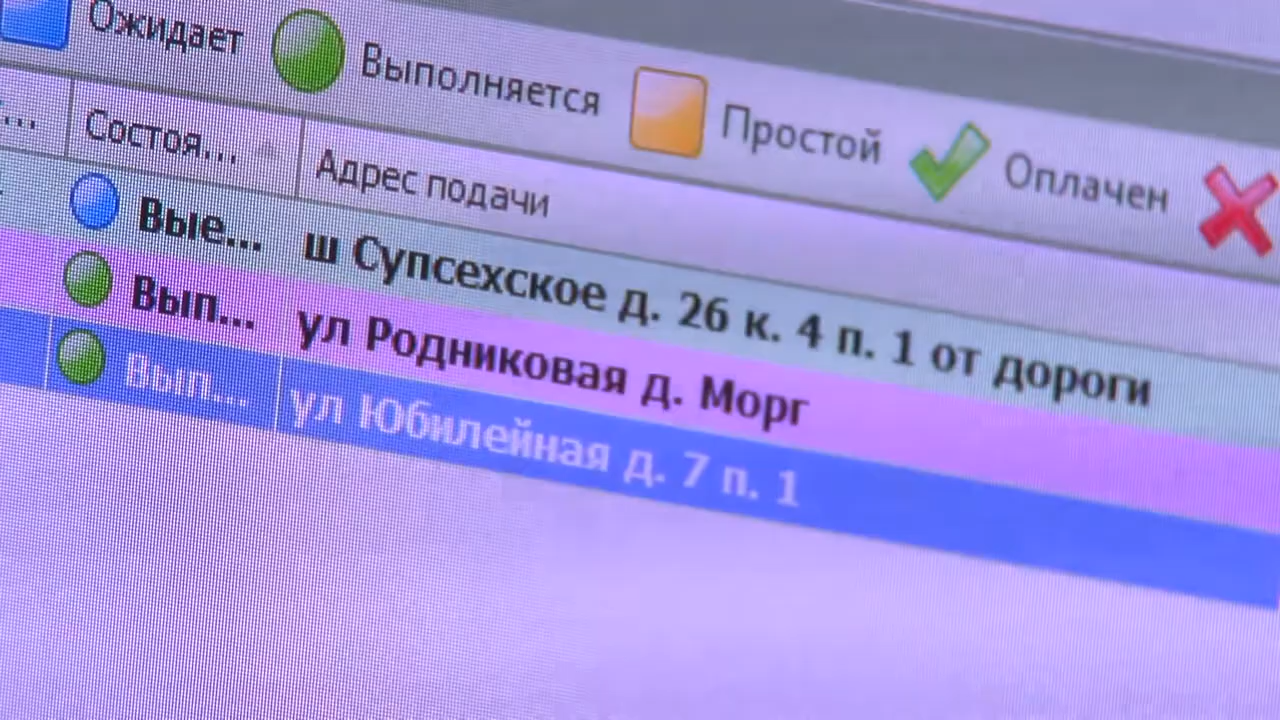 Ожидает Выполняется Простой Оплачен
... Состоя... Адрес подачи
Вые... ш Супсехское д. 26 к. 4 п. 1 от дороги
Вып... ул Родниковая д. Морг
Вып... ул Юбилейная д. 7 п. 1